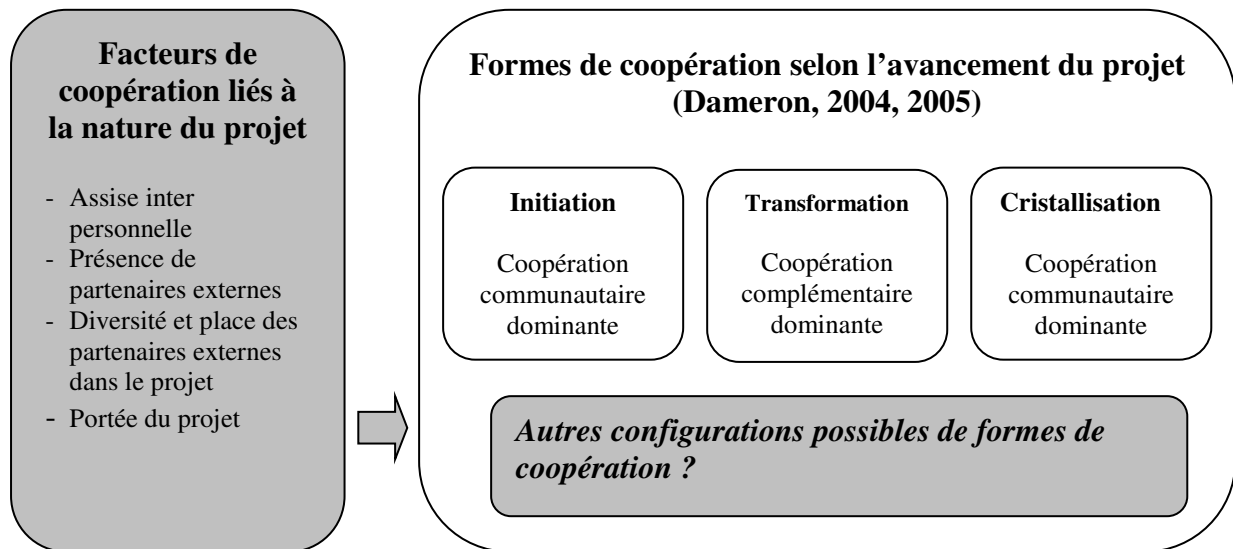 Facteurs de
coopération liés à
la nature du projet
- Assise inter
personnelle
- Présence de
partenaires externes
- Diversité et place des
partenaires externes
dans le projet
- Portée du projet
Formes de coopération selon l'avancement du projet
(Dameron, 2004, 2005)
Initiation
Coopération
communautaire
dominante
Transformation
Coopération
complémentaire
dominante
Cristallisation
Coopération
communautaire
dominante
Autres configurations possibles de formes de
coopération ?